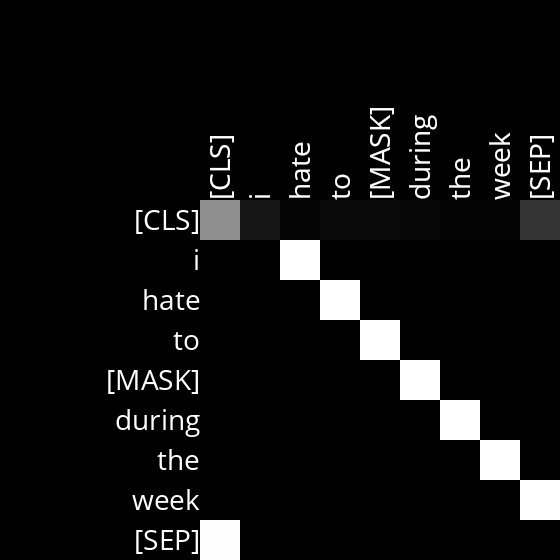 [CLS] i hate to [MASK] during the week [SEP]
[CLS]
i
hate
to
[MASK]
during
the
week
[SEP]